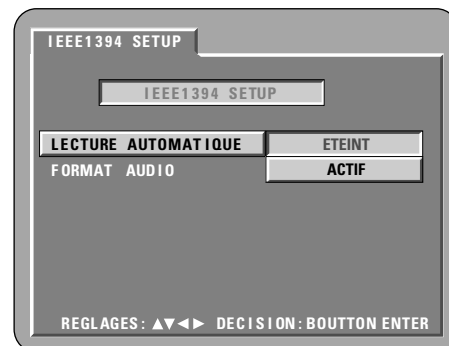 IEEE1394 SETUP
IEEE1394 SETUP
LECTURE AUTOMATIQUE ETEINT
FORMAT AUDIO ACTIF
REGLAGES: ▲▼◄► DECISION: BOUTTON ENTER